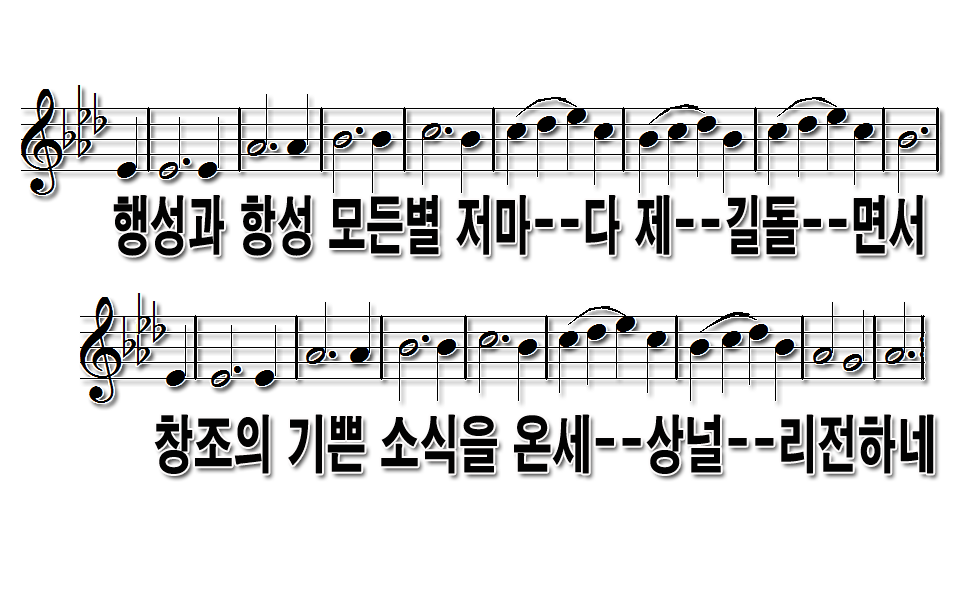 행성과 항성 모든별 저마--다 제--길돌--면서
창조의 기쁜 소식을 온세--상널--리전하네